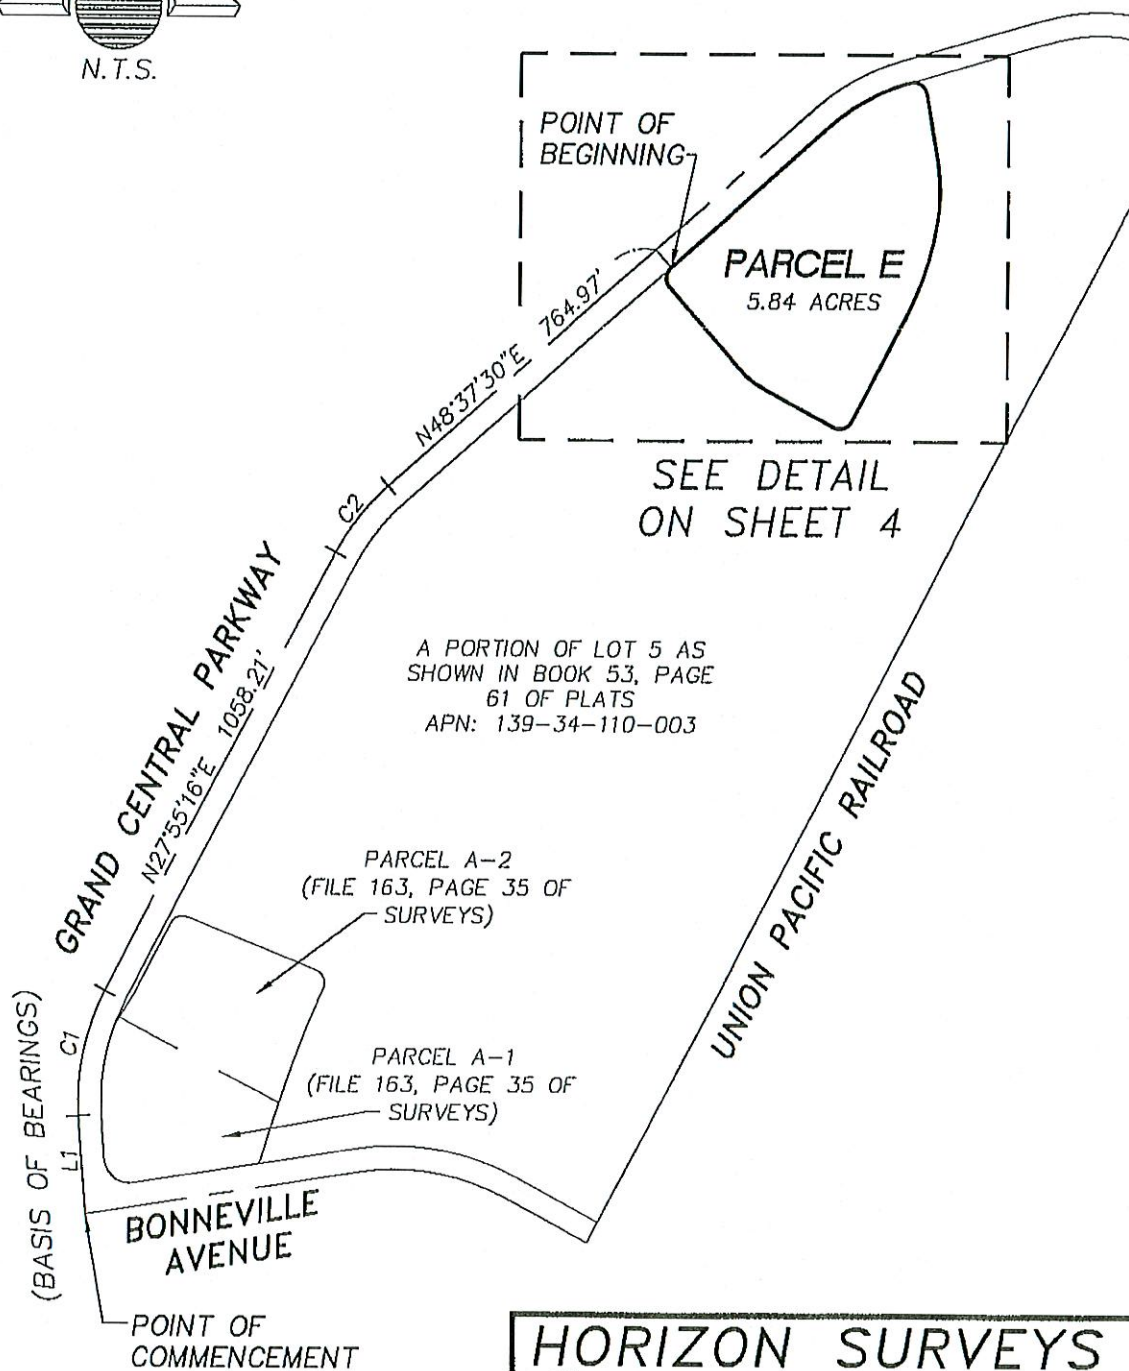 N.T.S.
POINT OF
BEGINNING
PARCEL E
5.84 ACRES
N48°37'30"E 764.97'
SEE DETAIL
ON SHEET 4
C2
GRAND CENTRAL PARKWAY
N27°55'16"E 1058.21'
A PORTION OF LOT 5 AS
SHOWN IN BOOK 53, PAGE
61 OF PLATS
APN: 139-34-110-003
UNION PACIFIC RAILROAD
PARCEL A-2
(FILE 163, PAGE 35 OF
SURVEYS)
C1
PARCEL A-1
(FILE 163, PAGE 35 OF
SURVEYS)
(BASIS OF BEARINGS)
L1
BONNEVILLE
AVENUE
POINT OF
COMMENCEMENT
HORIZON SURVEYS